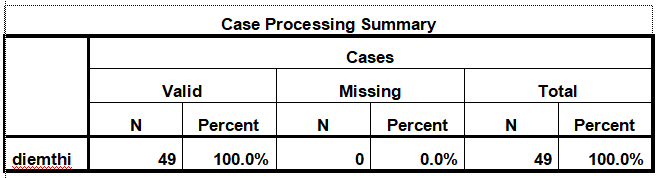 Case Processing Summary
Cases
Valid Missing Total
N Percent N Percent N Percent
diemthi 49 100.0% 0 0.0% 49 100.0%